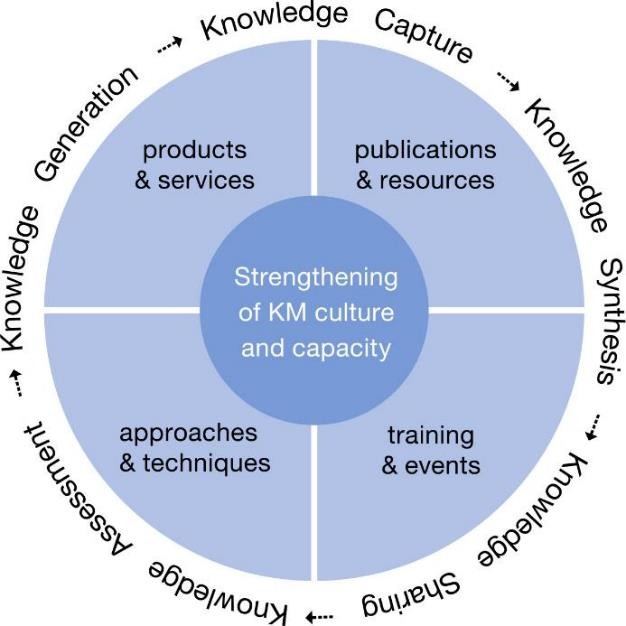 Knowledge Generation
Knowledge Capture
Knowledge Synthesis
Knowledge Sharing
Knowledge Assessment
products
& services
publications
& resources
Strengthening
of KM culture
and capacity
approaches
& techniques
training
& events